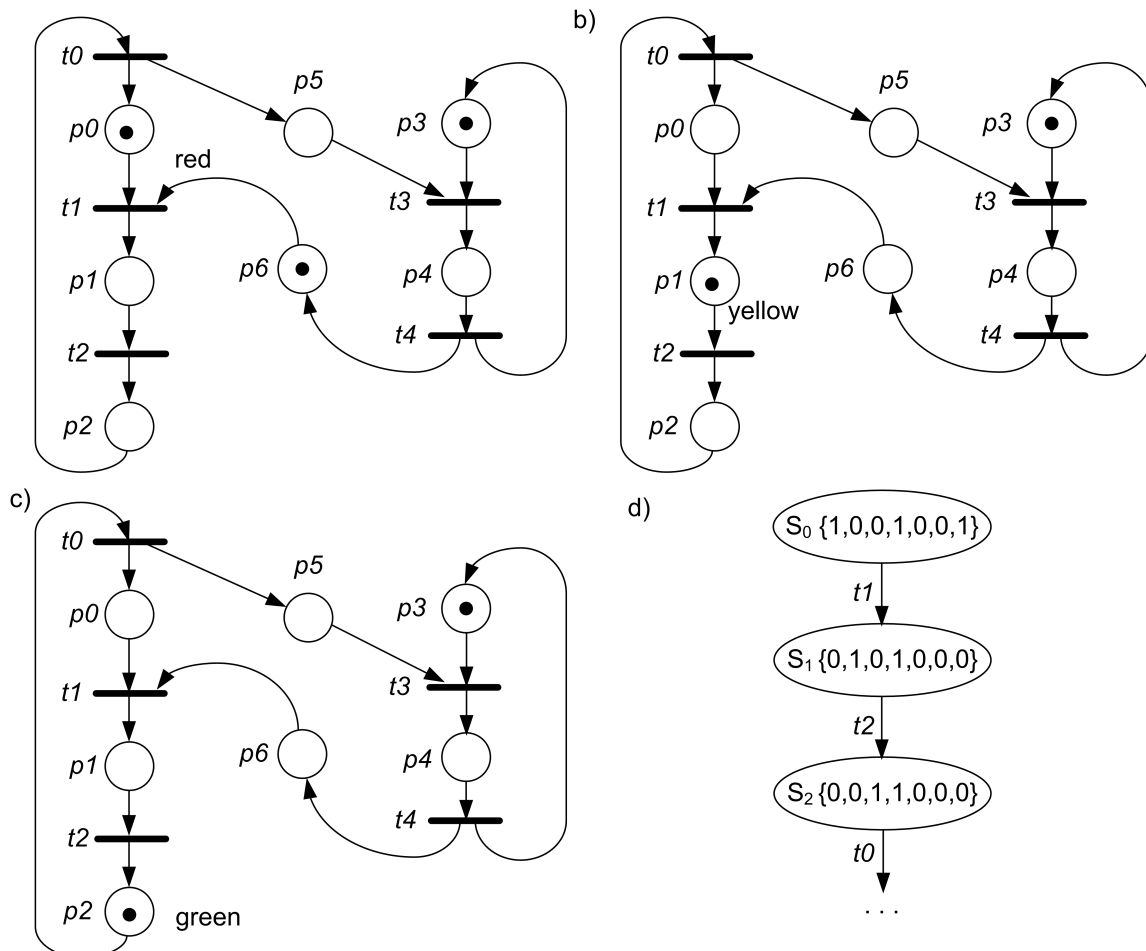 t0
p5
p3
p0
red
t1
t3
p6
p4
p1
t4
t2
p2
b)
t0
p5
p3
p0
t1
t3
p6
p4
p1
yellow
t4
t2
p2
c)
t0
p5
p3
p0
t1
t3
p6
p4
p1
t4
t2
p2
green
d)
S0 {1,0,0,1,0,0,1}
t1
S1 {0,1,0,1,0,0,0}
t2
S2 {0,0,1,1,0,0,0}
t0
. . .